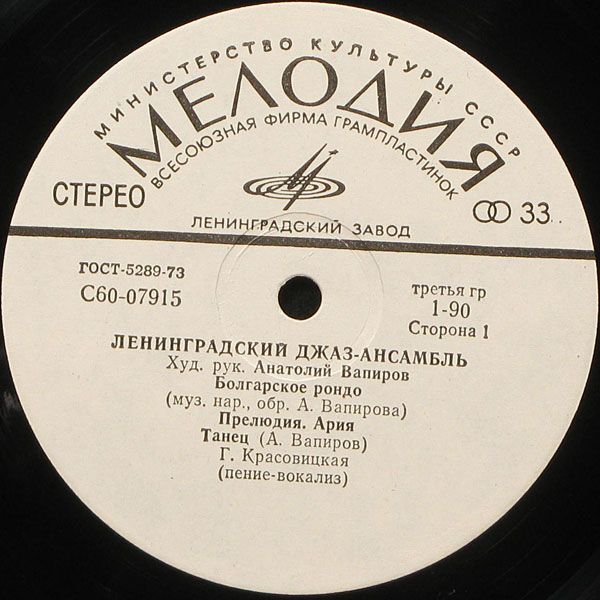 МИНИСТЕРСТВО КУЛЬТУРЫ СССР
МЕЛОДИЯ
ВСЕСОЮЗНАЯ ФИРМА ГРАМПЛАСТИНОК
СТЕРЕО
33
ЛЕНИНГРАДСКИЙ ЗАВОД
ГОСТ-5289-73
С60-07915
третья гр
1-90
Сторона 1
ЛЕНИНГРАДСКИЙ ДЖАЗ-АНСАМБЛЬ
Худ. рук. Анатолий Вапиров
Болгарское рондо
(муз. нар., обр. А. Вапирова)
Прелюдия. Ария
Танец (А. Вапиров)
Г. Красовицкая
(пение-вокализ)